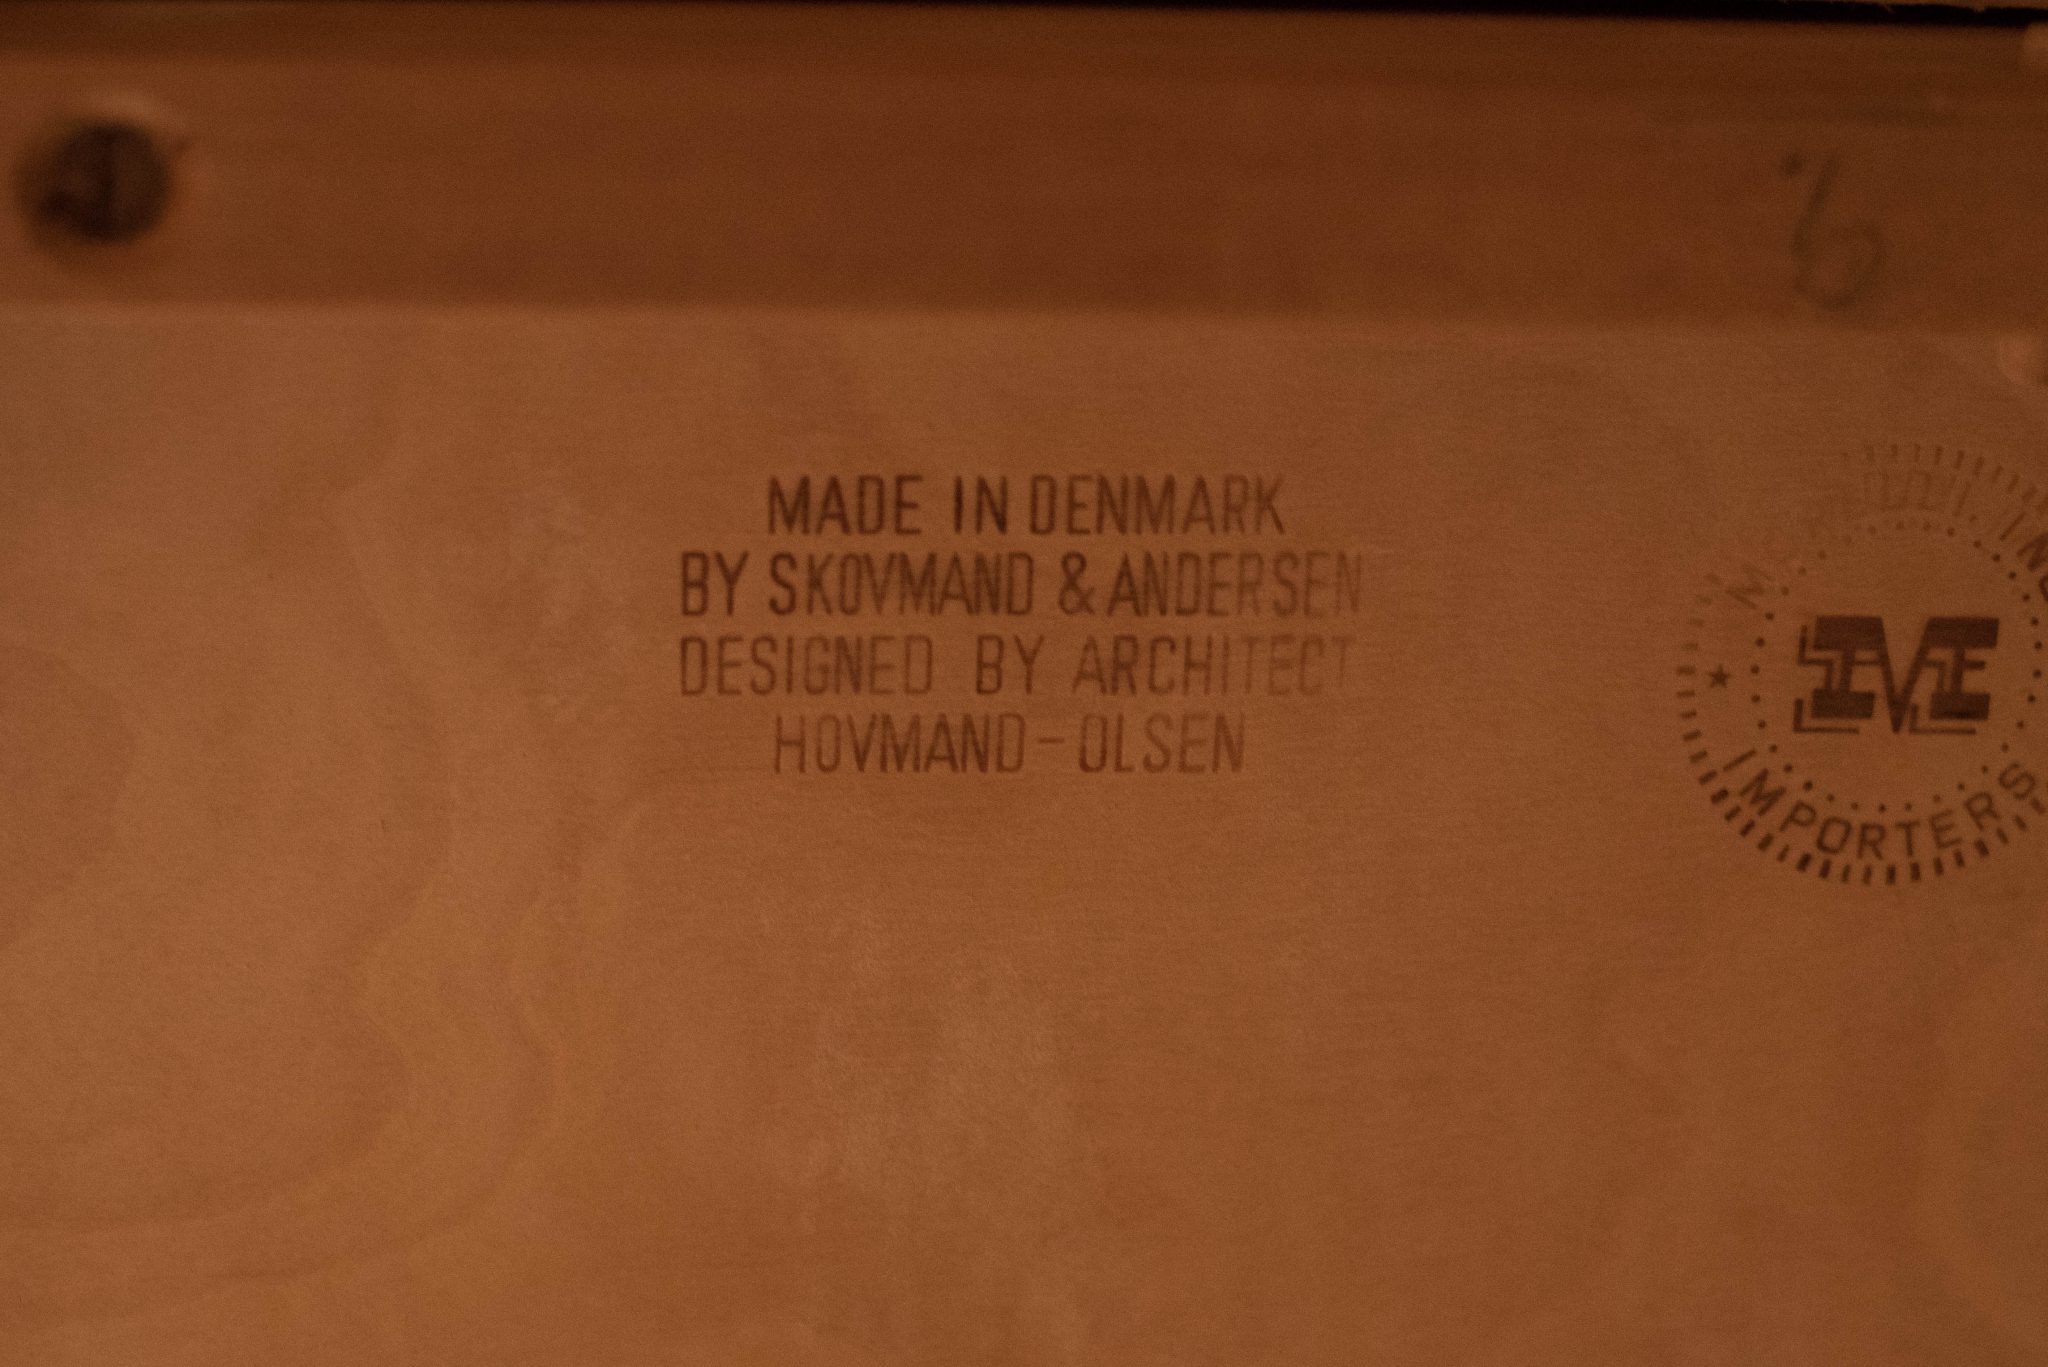 MADE IN DENMARK
BY SKOVMAND & ANDERSEN
DESIGNED BY ARCHITECT
HOVMAND-OLSEN
IMPORTERS